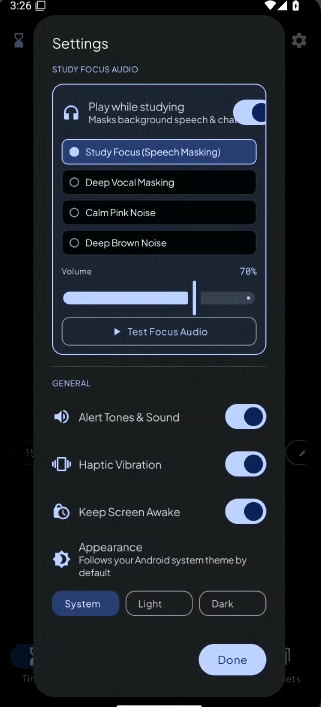 3:26
Settings
STUDY FOCUS AUDIO
Play while studying
Masks background speech & chat
Study Focus (Speech Masking)
Deep Vocal Masking
Calm Pink Noise
Deep Brown Noise
Volume 70%
Test Focus Audio
GENERAL
Alert Tones & Sound
Haptic Vibration
Keep Screen Awake
Appearance
Follows your Android system theme by
default
System Light Dark
Done